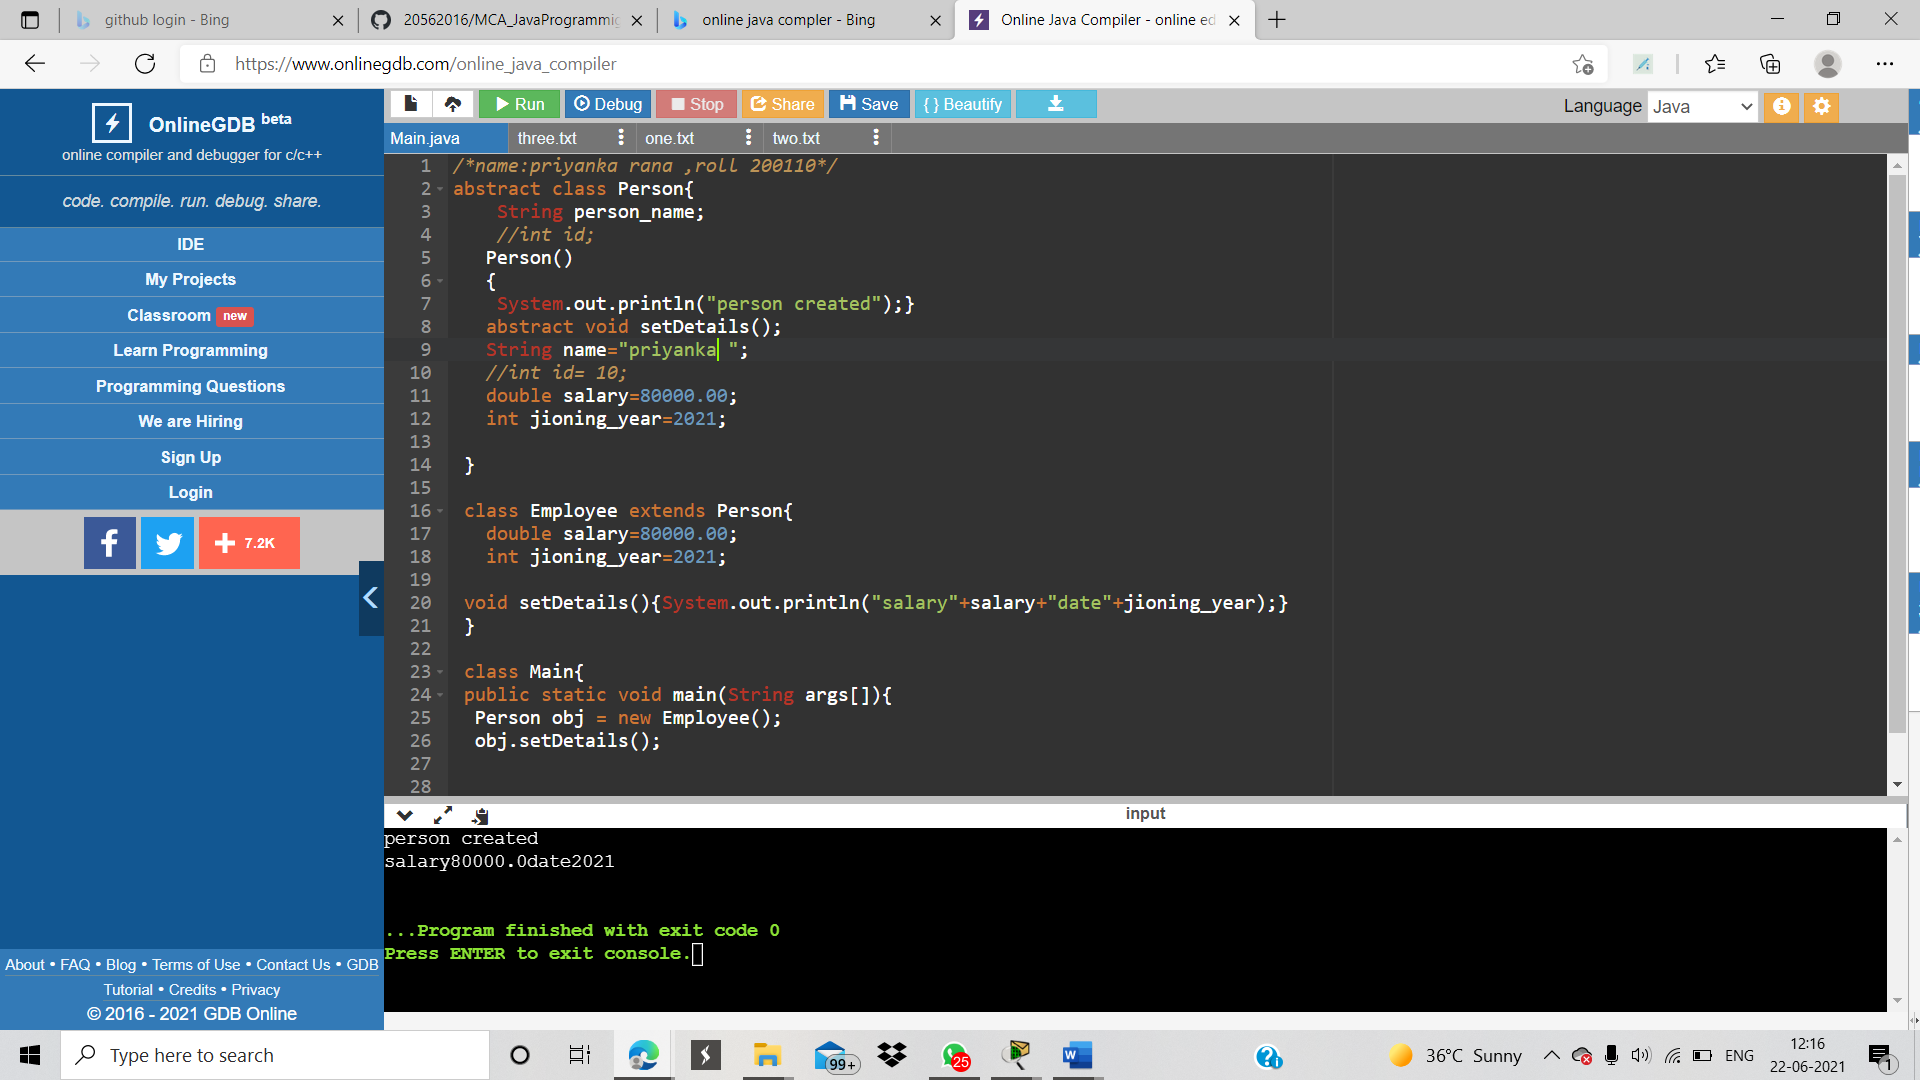 github login - Bing
20562016/MCA_JavaProgrammi
online java compler - Bing
Online Java Compiler - online ed
https://www.onlinegdb.com/online_java_compiler
OnlineGDB beta
online compiler and debugger for c/c++
code. compile. run. debug. share.
IDE
My Projects
Classroom new
Learn Programming
Programming Questions
We are Hiring
Sign Up
Login
7.2K
About • FAQ • Blog • Terms of Use • Contact Us • GDB
Tutorial • Credits • Privacy
© 2016 - 2021 GDB Online
Run Debug Stop Share Save { } Beautify
Language Java
Main.java three.txt one.txt two.txt
1 /*name:priyanka rana ,roll 200110*/
2 abstract class Person{
3 String person_name;
4 //int id;
5 Person()
6 {
7 System.out.println("person created");}
8 abstract void setDetails();
9 String name="priyanka ";
10 //int id= 10;
11 double salary=80000.00;
12 int jioning_year=2021;
13
14 }
15
16 class Employee extends Person{
17 double salary=80000.00;
18 int jioning_year=2021;
19
20 void setDetails(){System.out.println("salary"+salary+"date"+jioning_year);}
21 }
22
23 class Main{
24 public static void main(String args[]){
25 Person obj = new Employee();
26 obj.setDetails();
27
28
input
person created
salary80000.0date2021
...Program finished with exit code 0
Press ENTER to exit console.
Type here to search
99+
25
36°C Sunny
ENG
12:16
22-06-2021
1